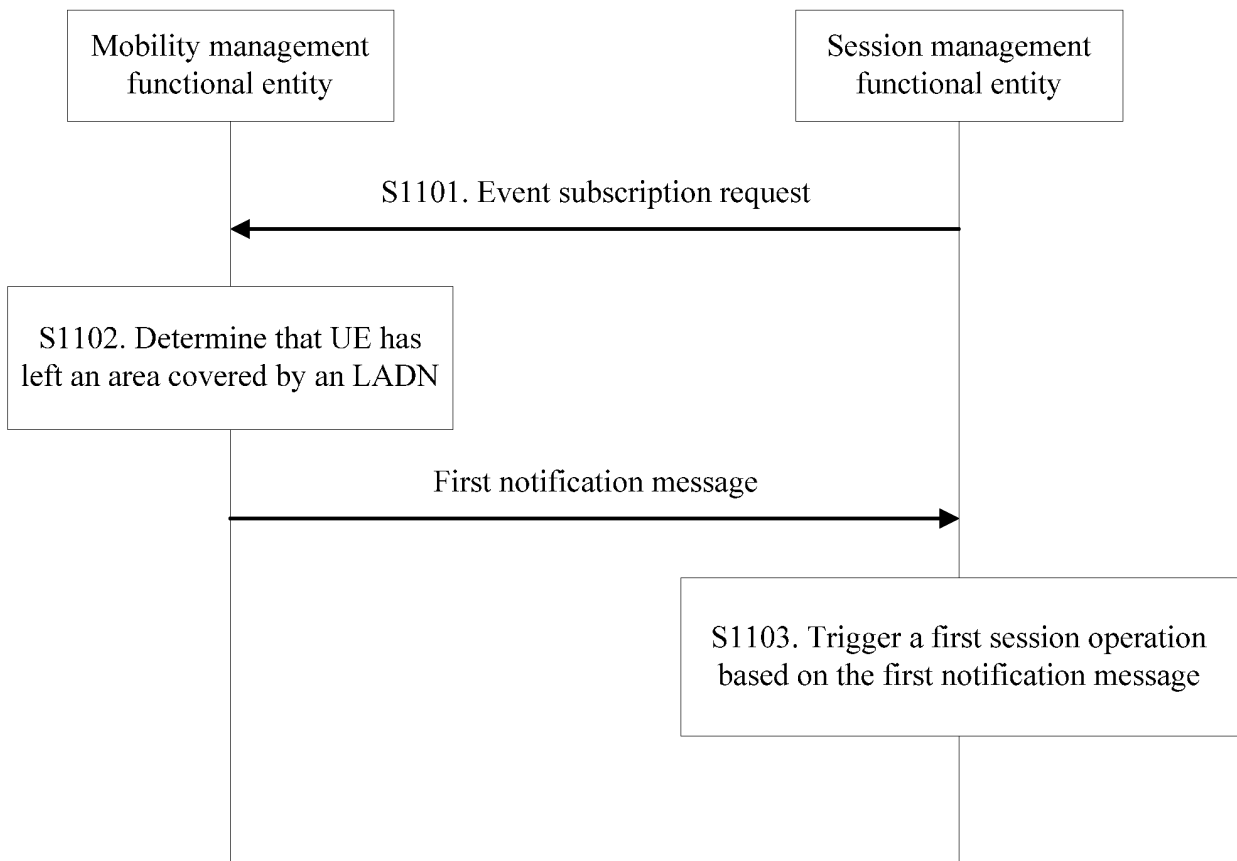 Mobility management
functional entity
Session management
functional entity
S1101. Event subscription request
S1102. Determine that UE has
left an area covered by an LADN
First notification message
S1103. Trigger a first session operation
based on the first notification message